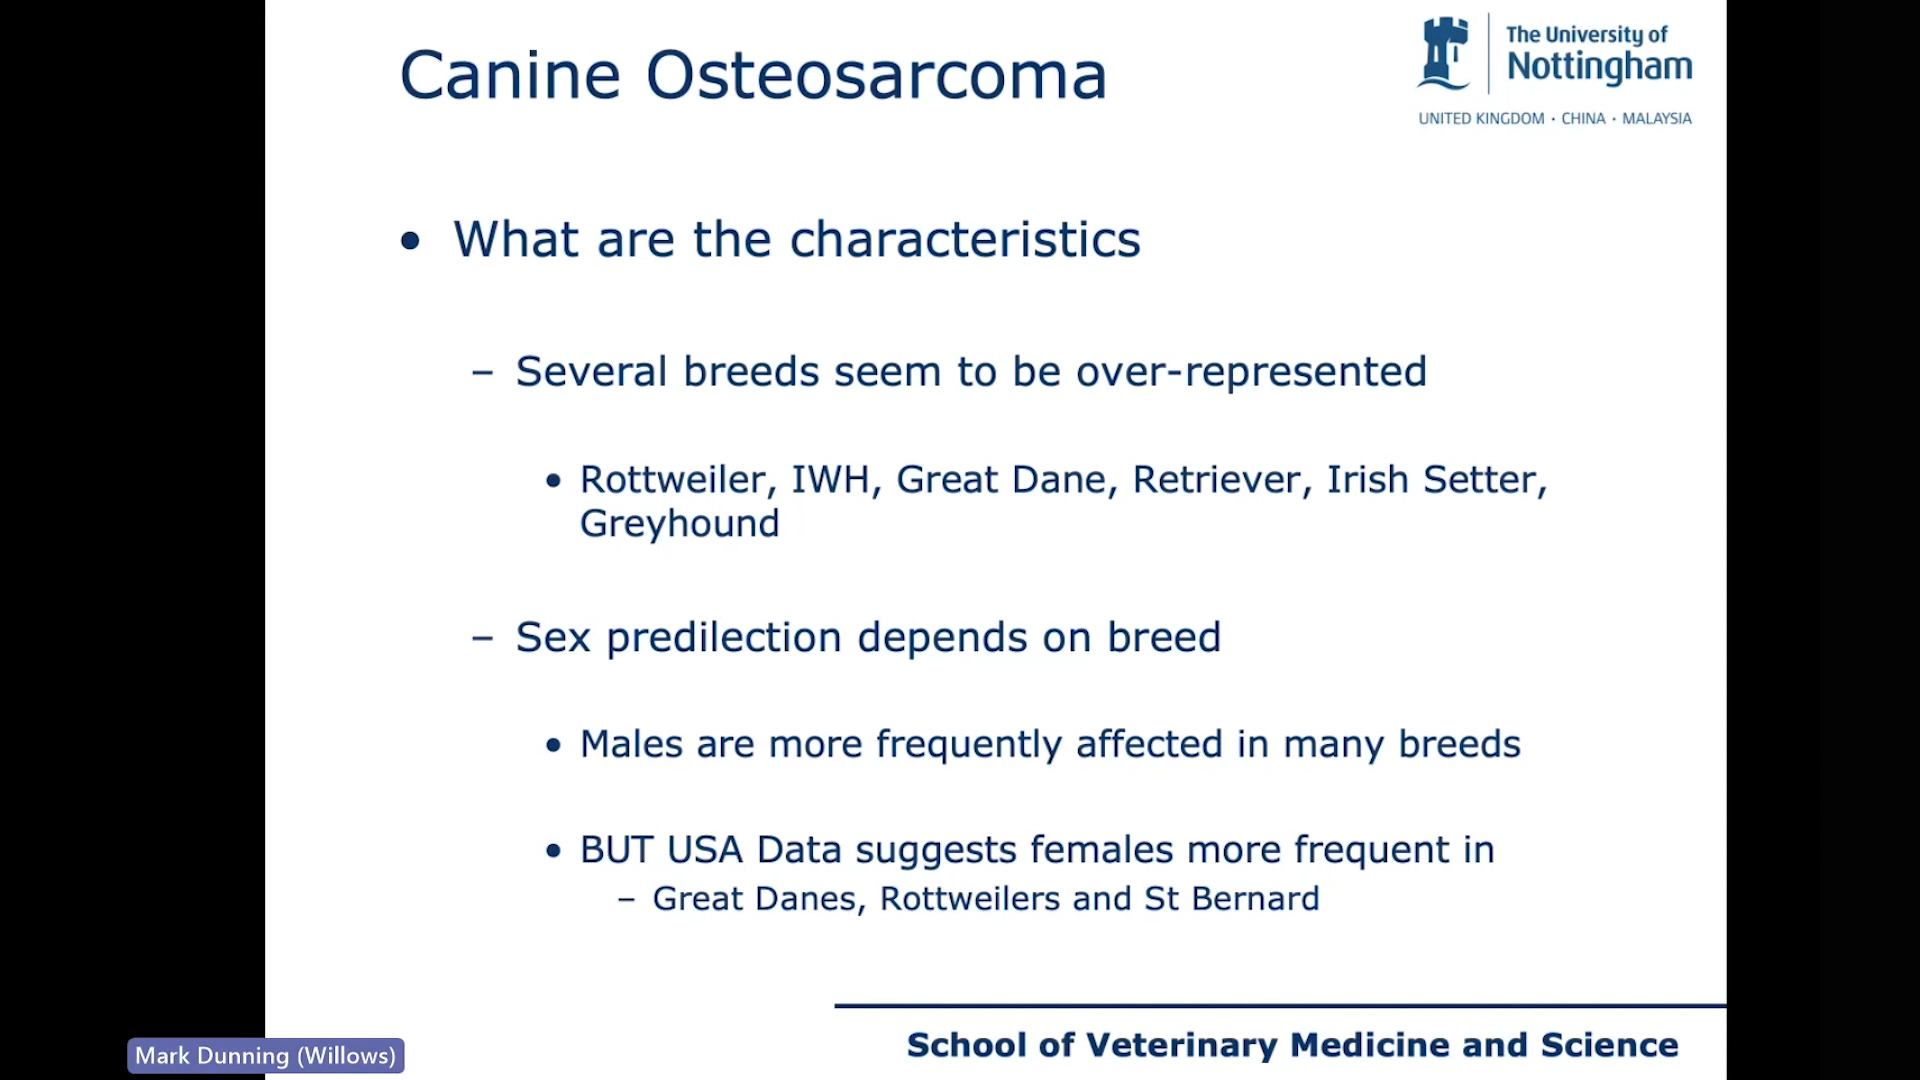 Canine Osteosarcoma
The University of
Nottingham
UNITED KINGDOM · CHINA · MALAYSIA
• What are the characteristics
– Several breeds seem to be over-represented
• Rottweiler, IWH, Great Dane, Retriever, Irish Setter,
Greyhound
– Sex predilection depends on breed
• Males are more frequently affected in many breeds
• BUT USA Data suggests females more frequent in
– Great Danes, Rottweilers and St Bernard
School of Veterinary Medicine and Science
Mark Dunning (Willows)